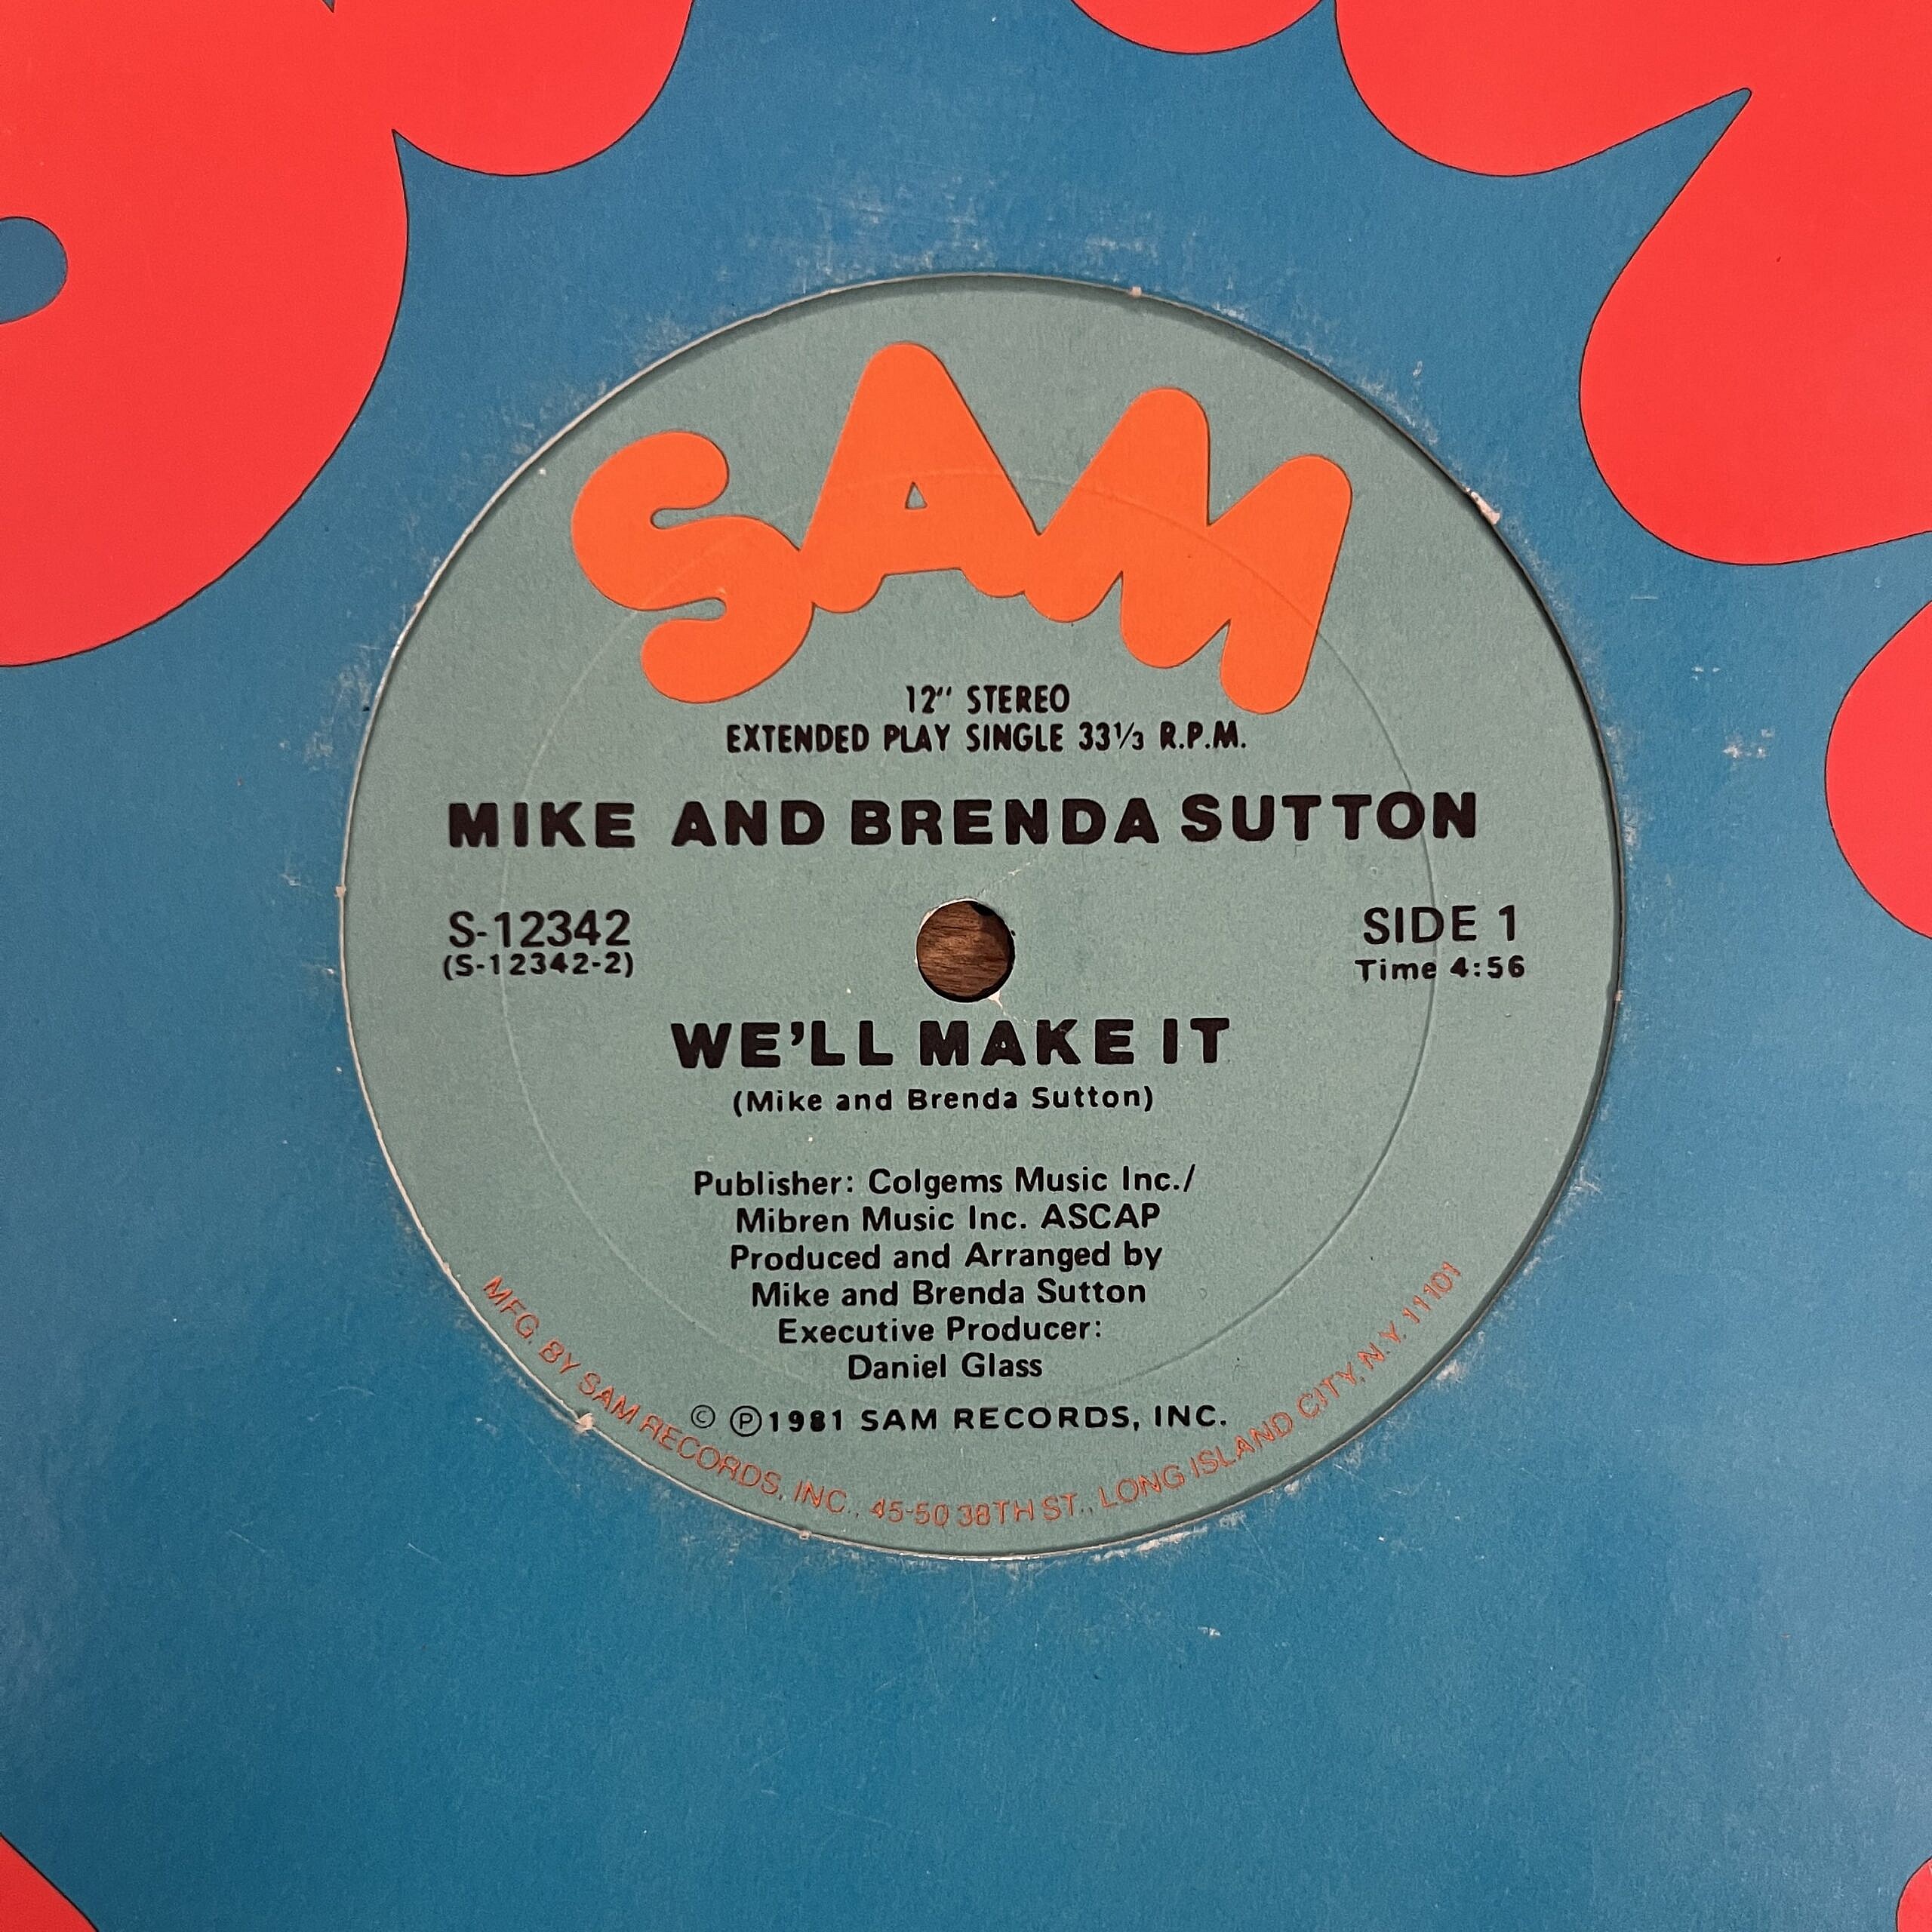 SAM
12" STEREO
EXTENDED PLAY SINGLE 33⅓ R.P.M.
MIKE AND BRENDA SUTTON
S-12342
(S-12342-2)
SIDE 1
Time 4:56
WE'LL MAKE IT
(Mike and Brenda Sutton)
Publisher: Colgems Music Inc./
Mibren Music Inc. ASCAP
Produced and Arranged by
Mike and Brenda Sutton
Executive Producer:
Daniel Glass
© ℗ 1981 SAM RECORDS, INC.
MFG. BY SAM RECORDS, INC., 45-50 38TH ST., LONG ISLAND CITY, N.Y. 11101